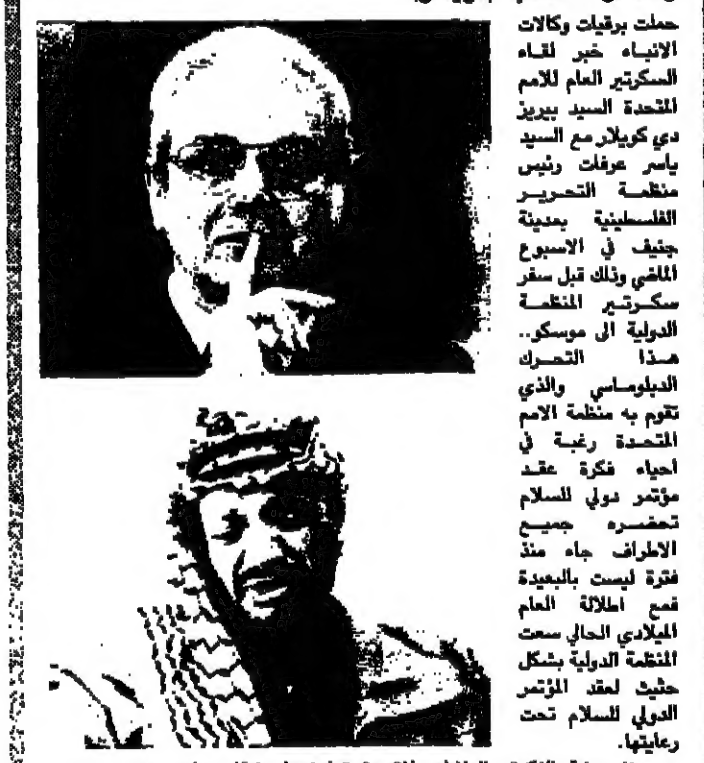 حملت برقيات وكالات
الانباء خبر لقاء
السكرتير العام للامم
المتحدة السيد بيريز
دي كويلار مع السيد
ياسر عرفات رئيس
منظمة التحرير
الفلسطينية بمدينة
جنيف في الاسبوع
الماضي وذلك قبل سفر
سكرتير المنظمة
الدولية الى موسكو..
هذا التحرك
الدبلوماسي والذي
تقوم به منظمة الامم
المتحدة رغبة في
احياء فكرة عقد
مؤتمر دولي للسلام
تحضره جميع
الاطراف جاء منذ
فترة ليست بالبعيدة
فمع اطلالة العام
الميلادي الحالي سعت
المنظمة الدولية بشكل
حثيث لعقد المؤتمر
الدولي للسلام تحت
رعايتها.